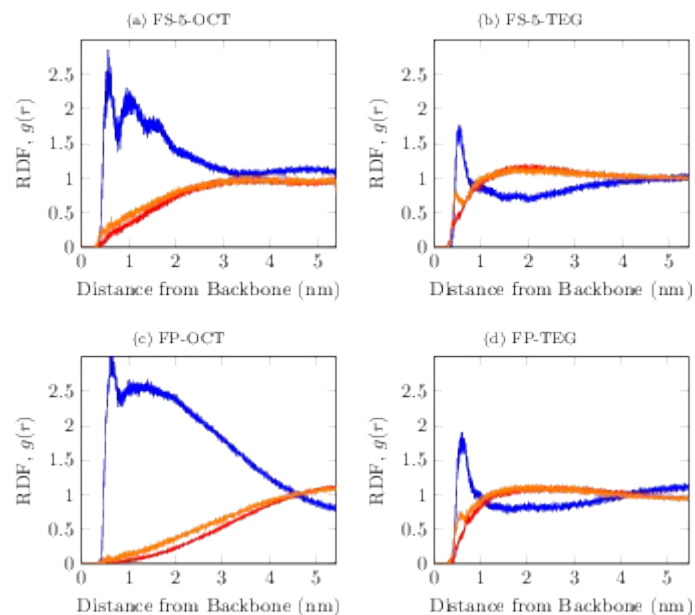 (a) FS-5-OCT
(b) FS-5-TEG
RDF, g(r)
2.5
2
1.5
1
0.5
0
0 1 2 3 4 5
Distance from Backbone (nm)
RDF, g(r)
2.5
2
1.5
1
0.5
0
0 1 2 3 4 5
Distance from Backbone (nm)
(c) FP-OCT
(d) FP-TEG
RDF, g(r)
2.5
2
1.5
1
0.5
0
0 1 2 3 4 5
Distance from Backbone (nm)
RDF, g(r)
2.5
2
1.5
1
0.5
0
0 1 2 3 4 5
Distance from Backbone (nm)